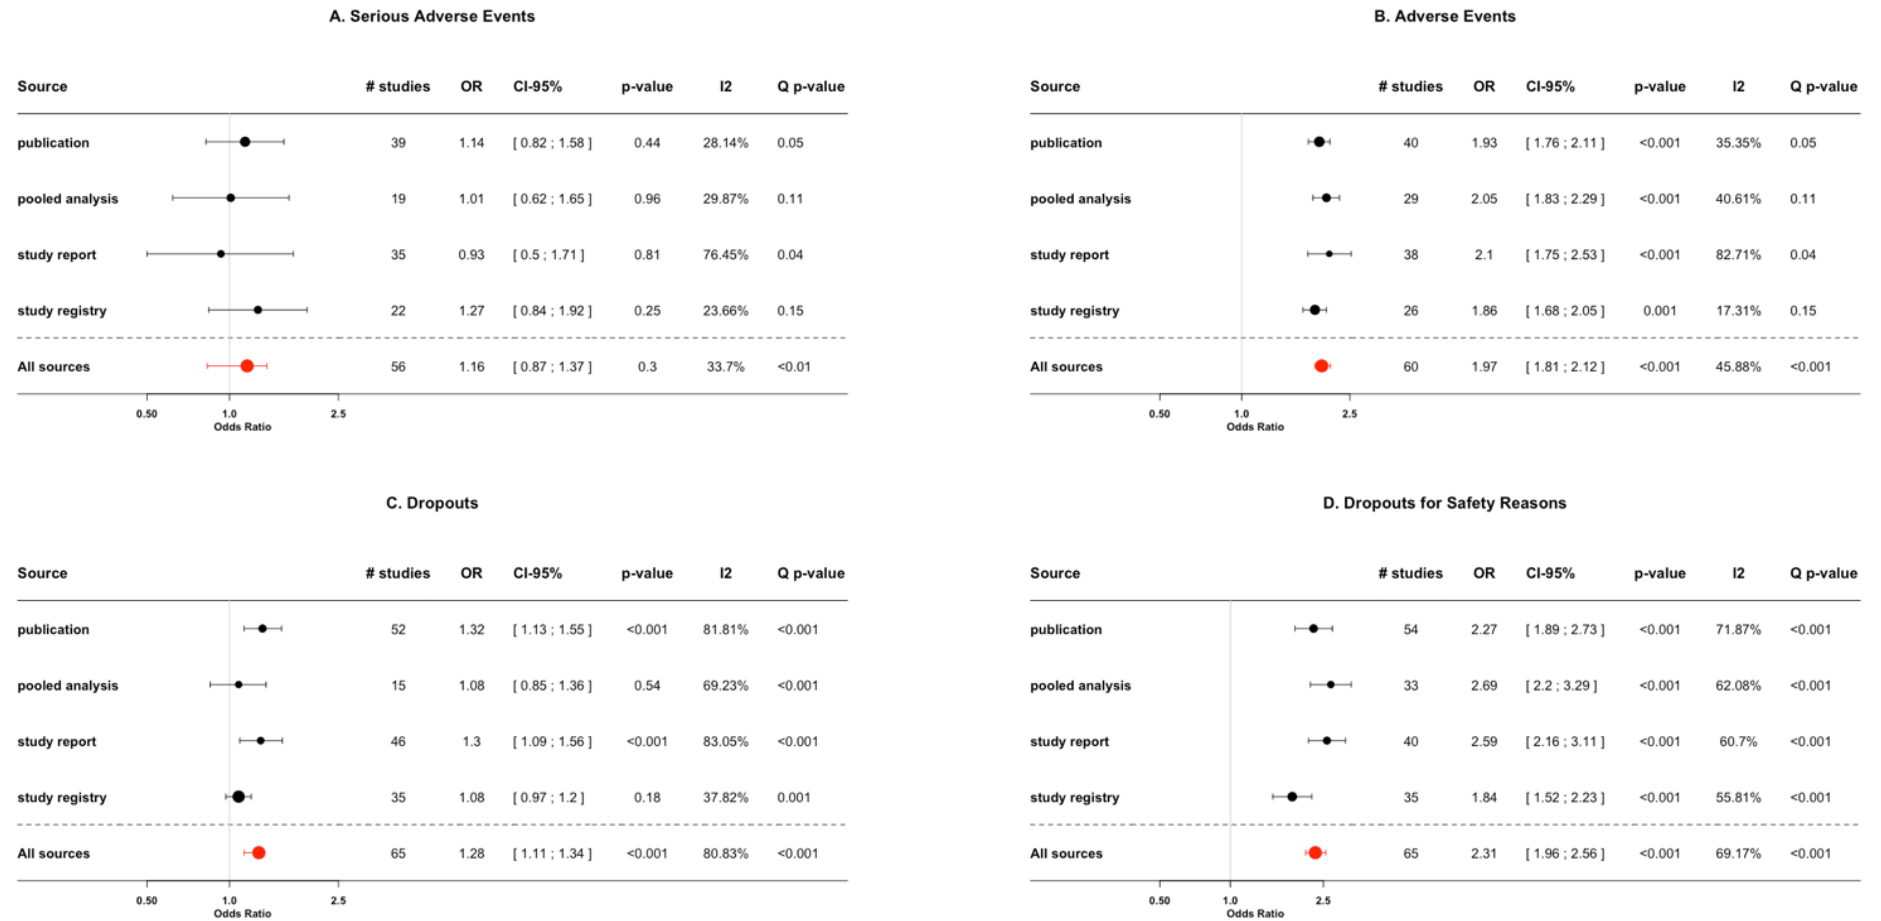 A. Serious Adverse Events
Source # studies OR CI-95% p-value I2 Q p-value
publication 39 1.14 [ 0.82 ; 1.58 ] 0.44 28.14% 0.05
pooled analysis 19 1.01 [ 0.62 ; 1.65 ] 0.96 29.87% 0.11
study report 35 0.93 [ 0.5 ; 1.71 ] 0.81 76.45% 0.04
study registry 22 1.27 [ 0.84 ; 1.92 ] 0.25 23.66% 0.15
All sources 56 1.16 [ 0.87 ; 1.37 ] 0.3 33.7% <0.01
0.50 1.0 2.5
Odds Ratio
B. Adverse Events
Source # studies OR CI-95% p-value I2 Q p-value
publication 40 1.93 [ 1.76 ; 2.11 ] <0.001 35.35% 0.05
pooled analysis 29 2.05 [ 1.83 ; 2.29 ] <0.001 40.61% 0.11
study report 38 2.1 [ 1.75 ; 2.53 ] <0.001 82.71% 0.04
study registry 26 1.86 [ 1.68 ; 2.05 ] 0.001 17.31% 0.15
All sources 60 1.97 [ 1.81 ; 2.12 ] <0.001 45.88% <0.001
0.50 1.0 2.5
Odds Ratio
C. Dropouts
Source # studies OR CI-95% p-value I2 Q p-value
publication 52 1.32 [ 1.13 ; 1.55 ] <0.001 81.81% <0.001
pooled analysis 15 1.08 [ 0.85 ; 1.36 ] 0.54 69.23% <0.001
study report 46 1.3 [ 1.09 ; 1.56 ] <0.001 83.05% <0.001
study registry 35 1.08 [ 0.97 ; 1.2 ] 0.18 37.82% 0.001
All sources 65 1.28 [ 1.11 ; 1.34 ] <0.001 80.83% <0.001
0.50 1.0 2.5
Odds Ratio
D. Dropouts for Safety Reasons
Source # studies OR CI-95% p-value I2 Q p-value
publication 54 2.27 [ 1.89 ; 2.73 ] <0.001 71.87% <0.001
pooled analysis 33 2.69 [ 2.2 ; 3.29 ] <0.001 62.08% <0.001
study report 40 2.59 [ 2.16 ; 3.11 ] <0.001 60.7% <0.001
study registry 35 1.84 [ 1.52 ; 2.23 ] <0.001 55.81% <0.001
All sources 65 2.31 [ 1.96 ; 2.56 ] <0.001 69.17% <0.001
0.50 1.0 2.5
Odds Ratio